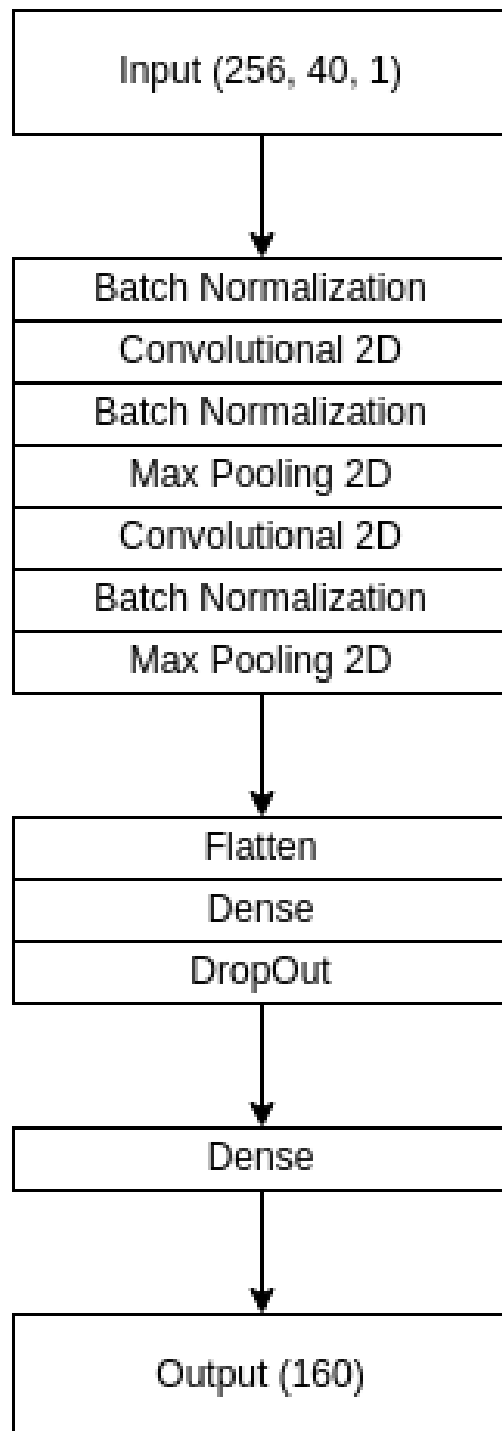 Input (256, 40, 1)
Batch Normalization
Convolutional 2D
Batch Normalization
Max Pooling 2D
Convolutional 2D
Batch Normalization
Max Pooling 2D
Flatten
Dense
DropOut
Dense
Output (160)